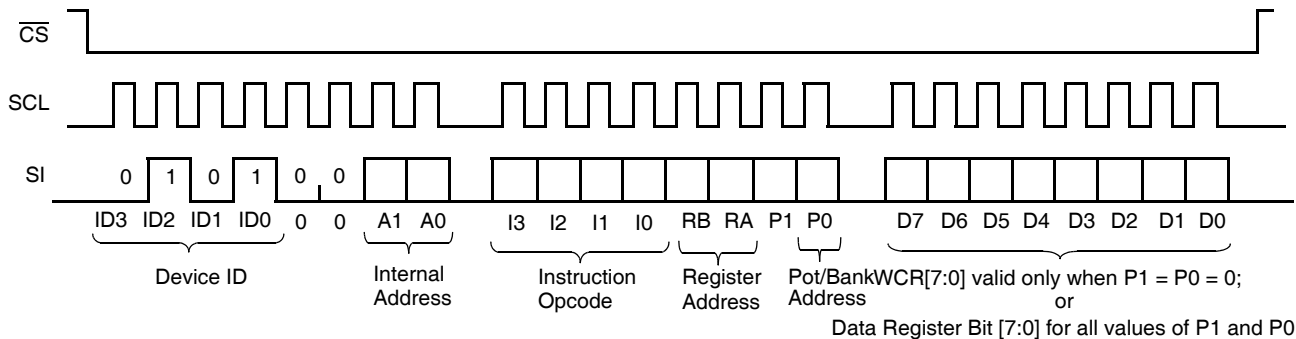 CS
SCL
SI
0 1 0 1 0 0
ID3 ID2 ID1 ID0 0 0 A1 A0 I3 I2 I1 I0 RB RA P1 P0 D7 D6 D5 D4 D3 D2 D1 D0
Device ID
Internal
Address
Instruction
Opcode
Register
Address
Pot/Bank
Address
WCR[7:0] valid only when P1 = P0 = 0;
or
Data Register Bit [7:0] for all values of P1 and P0